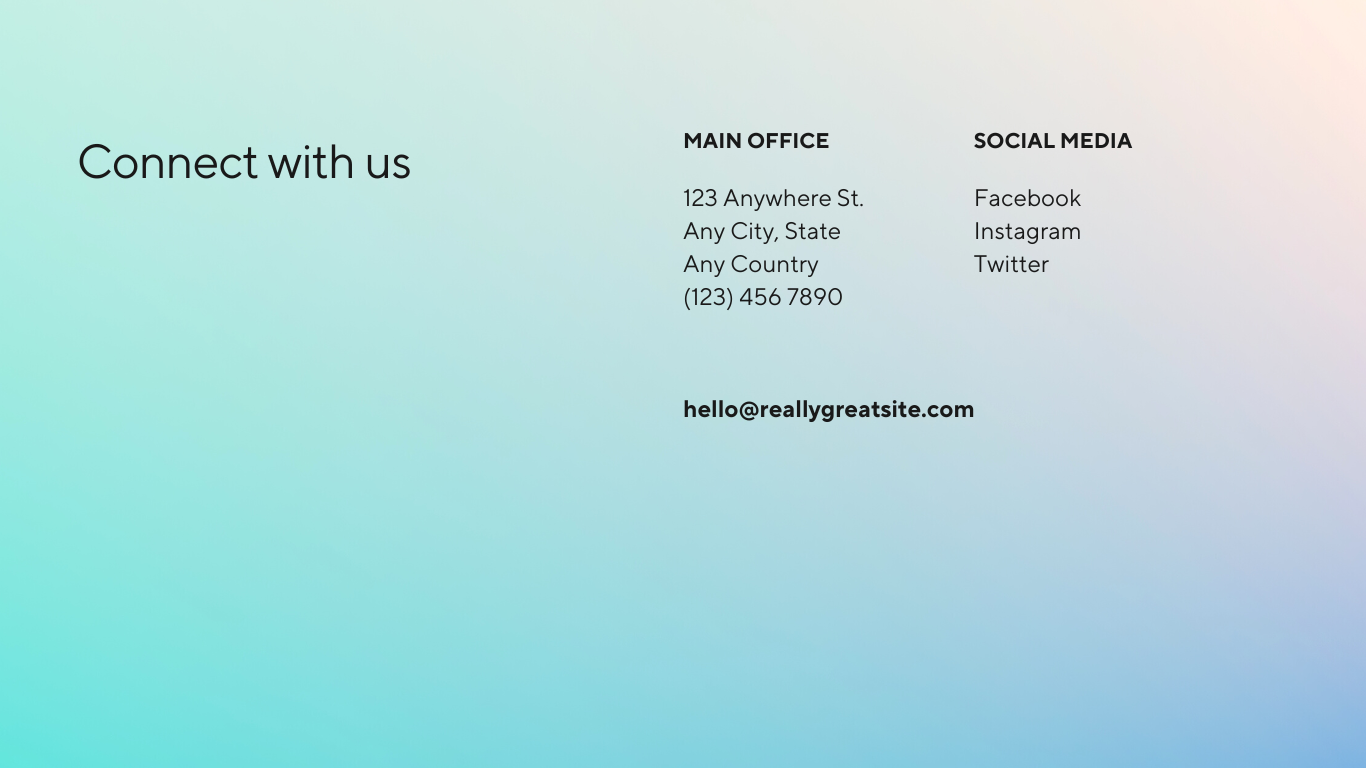 Connect with us
MAIN OFFICE
123 Anywhere St.
Any City, State
Any Country
(123) 456 7890
SOCIAL MEDIA
Facebook
Instagram
Twitter
hello@reallygreatsite.com